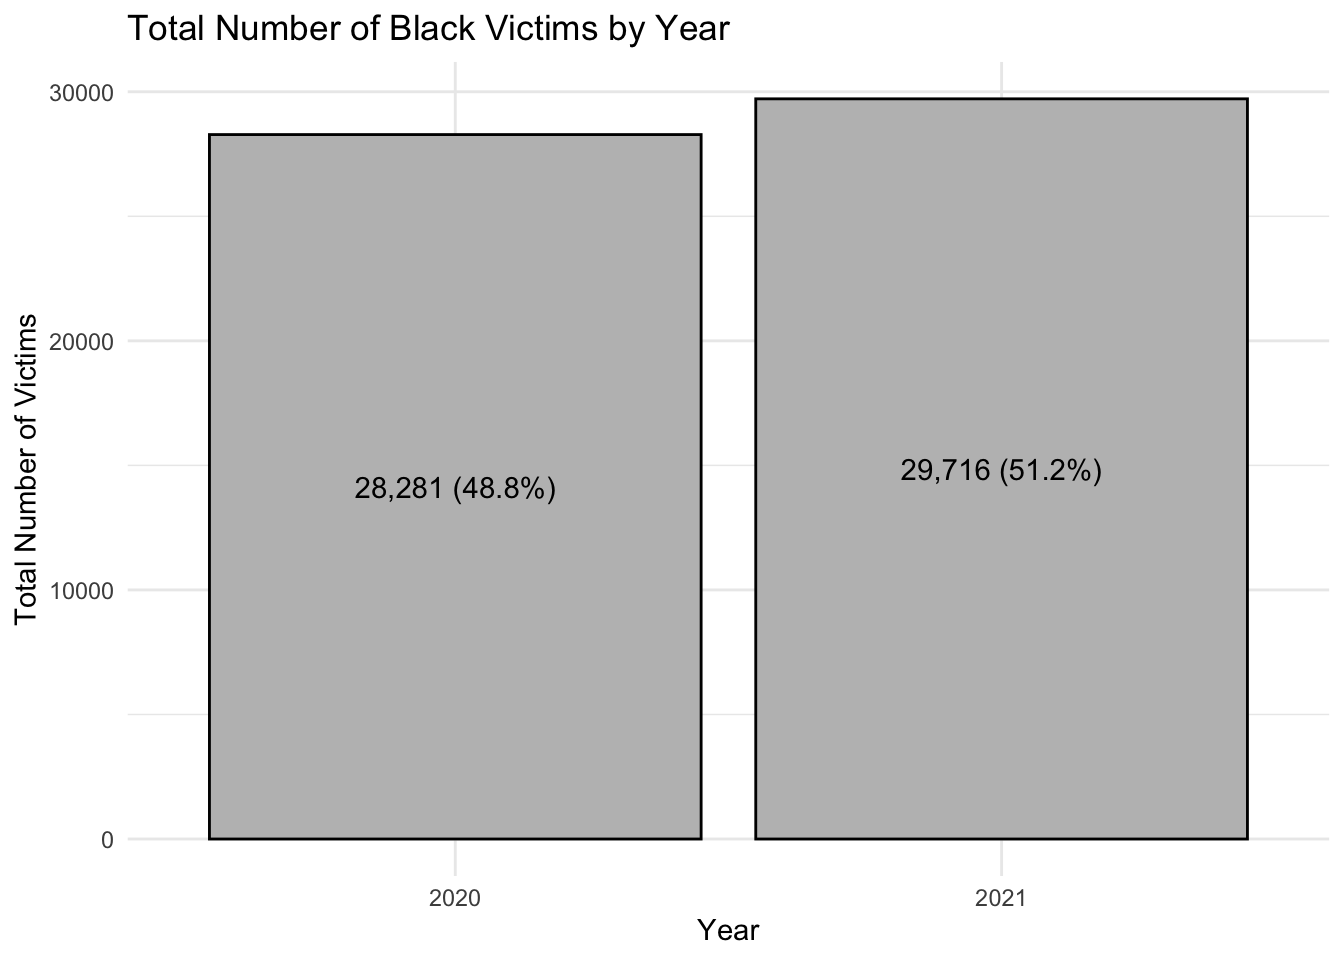 Total Number of Black Victims by Year
Total Number of Victims
30000
20000
10000
0
28,281 (48.8%)
29,716 (51.2%)
2020
2021
Year